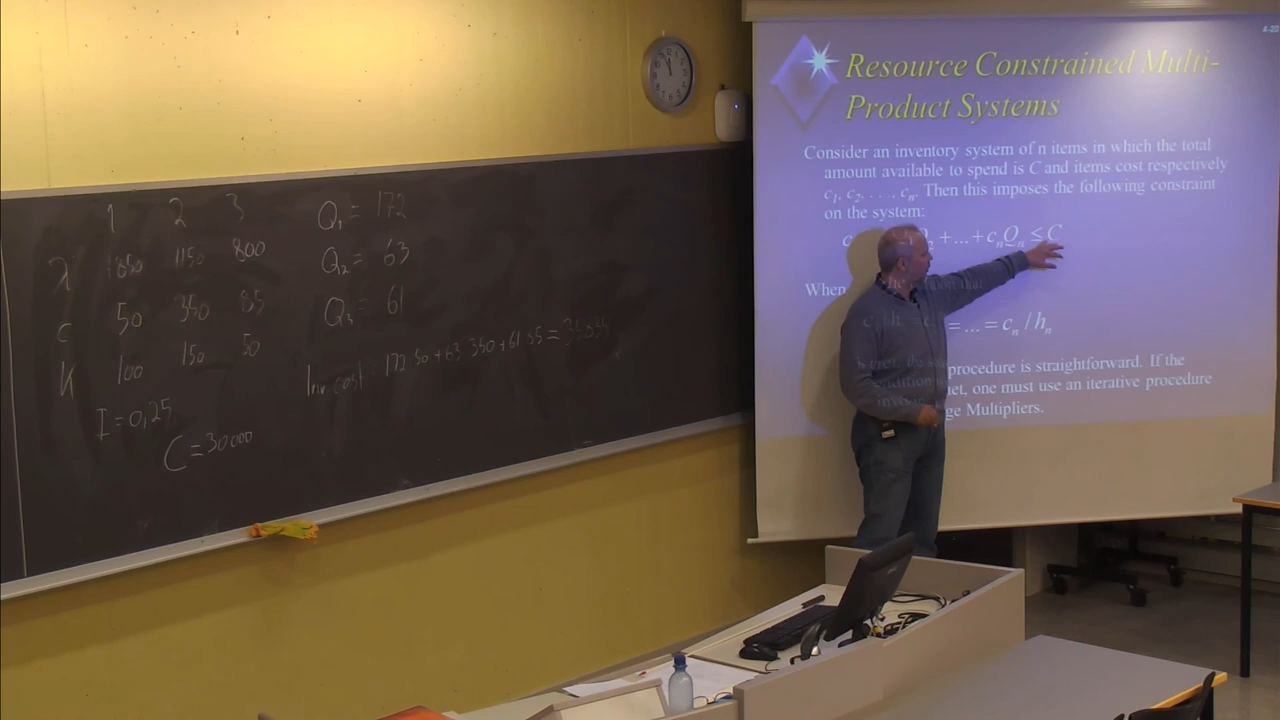 1 2 3
λ 1850 1150 800
c 50 350 85
K 100 150 50
I = 0,25
C = 30000
Q1 = 172
Q2 = 63
Q3 = 61
Inv. cost 172·50+63·350+61·85=35835
4-20
Resource Constrained Multi-
Product Systems
Consider an inventory system of n items in which the total
amount available to spend is C and items cost respectively
c1, c2, . . ., cn. Then this imposes the following constraint
on the system:
+...+cnQn ≤ C
When
= ... = cn / hn
procedure is straightforward. If the
met, one must use an iterative procedure
Multipliers.